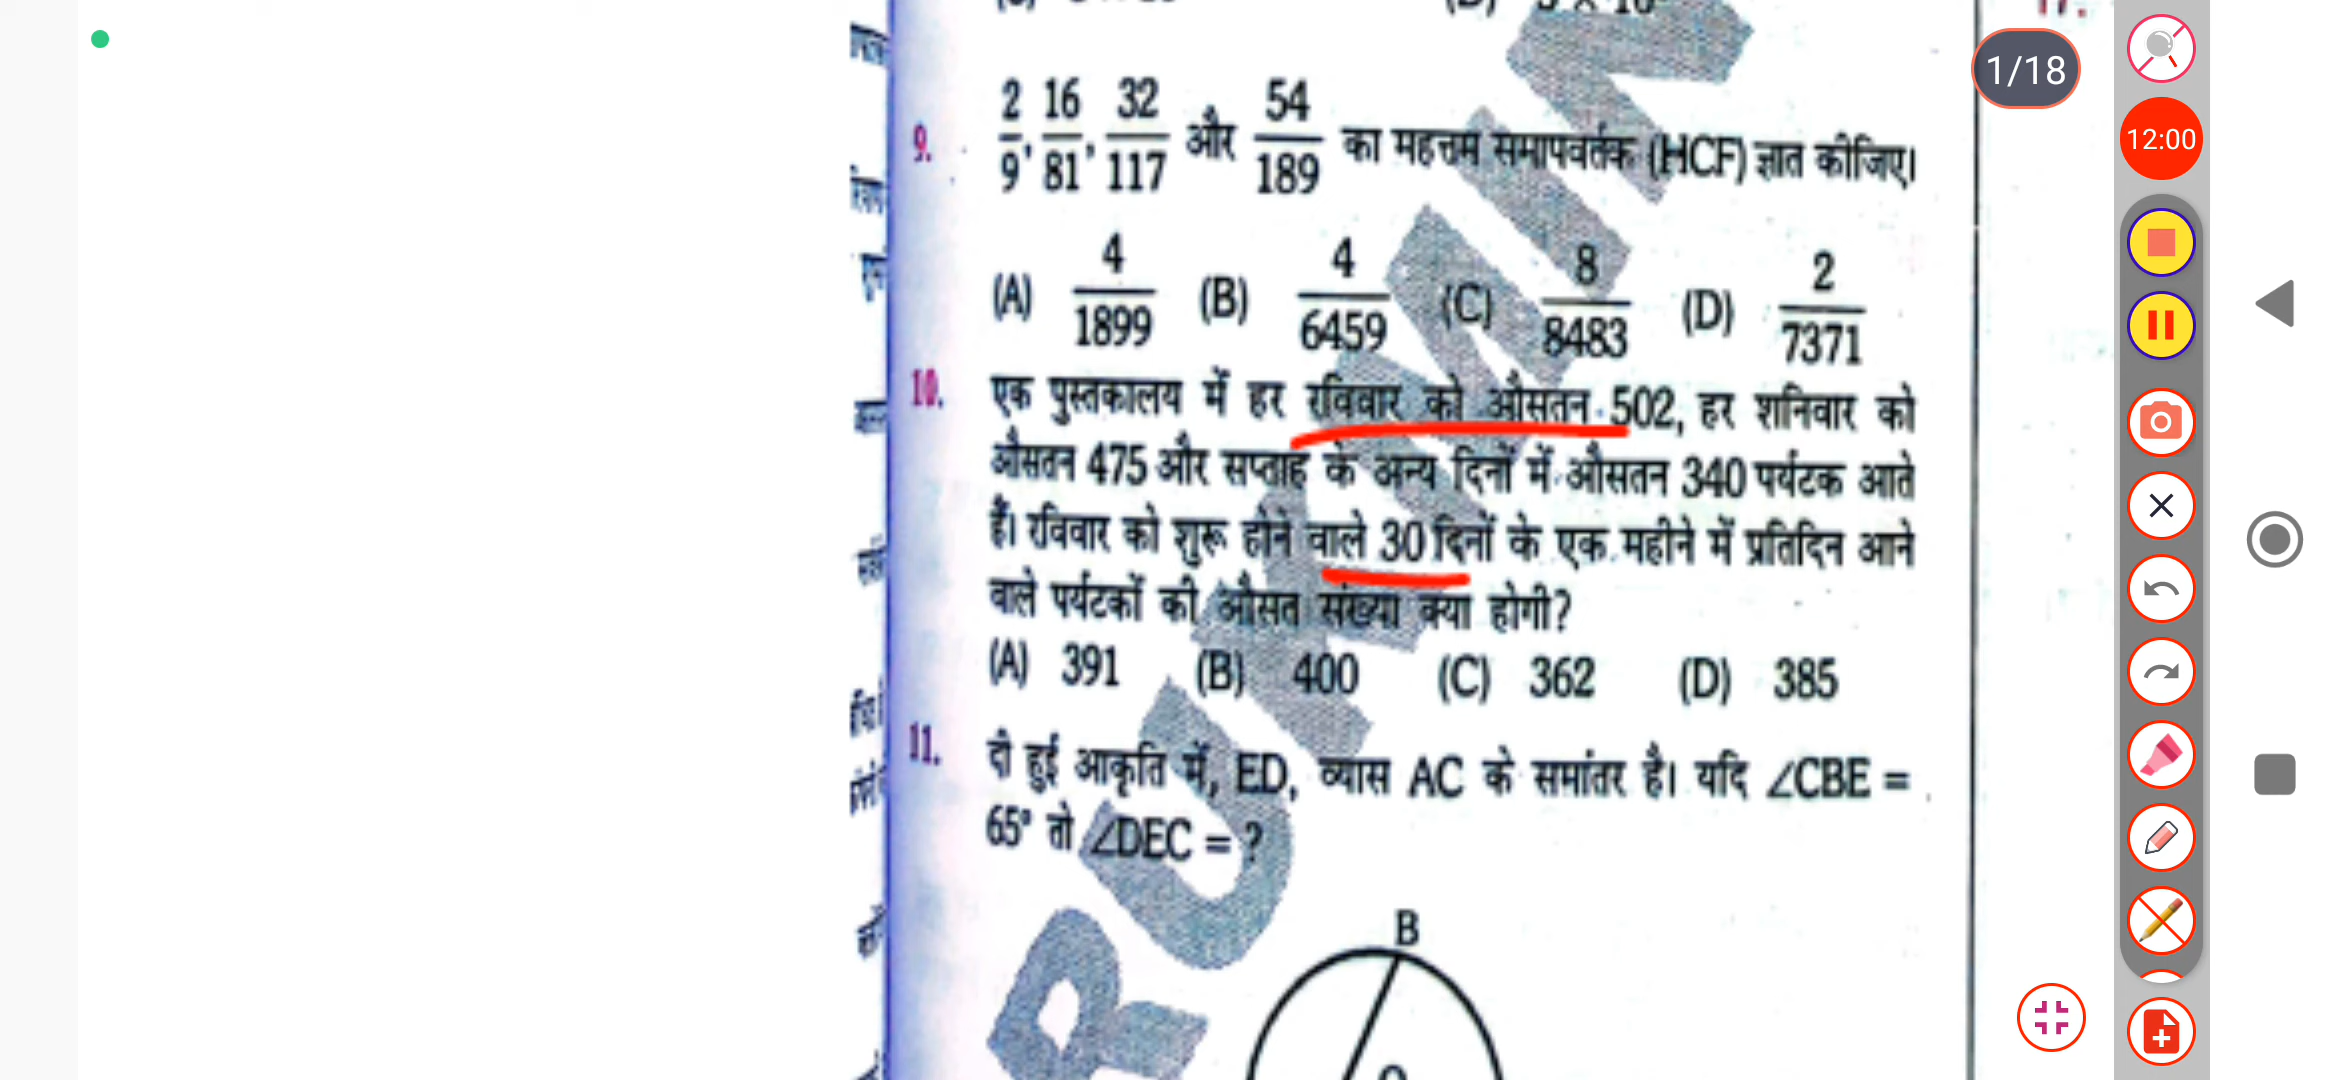 1/18
12:00
9. 2/9, 16/81, 32/117 और 54/189 का महत्तम समापवर्तक (HCF) ज्ञात कीजिए।
(A) 4/1899 (B) 4/6459 (C) 8/8483 (D) 2/7371
10. एक पुस्तकालय में हर रविवार को औसतन 502, हर शनिवार को
औसतन 475 और सप्ताह के अन्य दिनों में औसतन 340 पर्यटक आते
हैं। रविवार को शुरू होने वाले 30 दिनों के एक महीने में प्रतिदिन आने
वाले पर्यटकों की औसत संख्या क्या होगी?
(A) 391 (B) 400 (C) 362 (D) 385
11. दी हुई आकृति में, ED, व्यास AC के समांतर है। यदि ∠CBE =
65° तो ∠DEC = ?
B